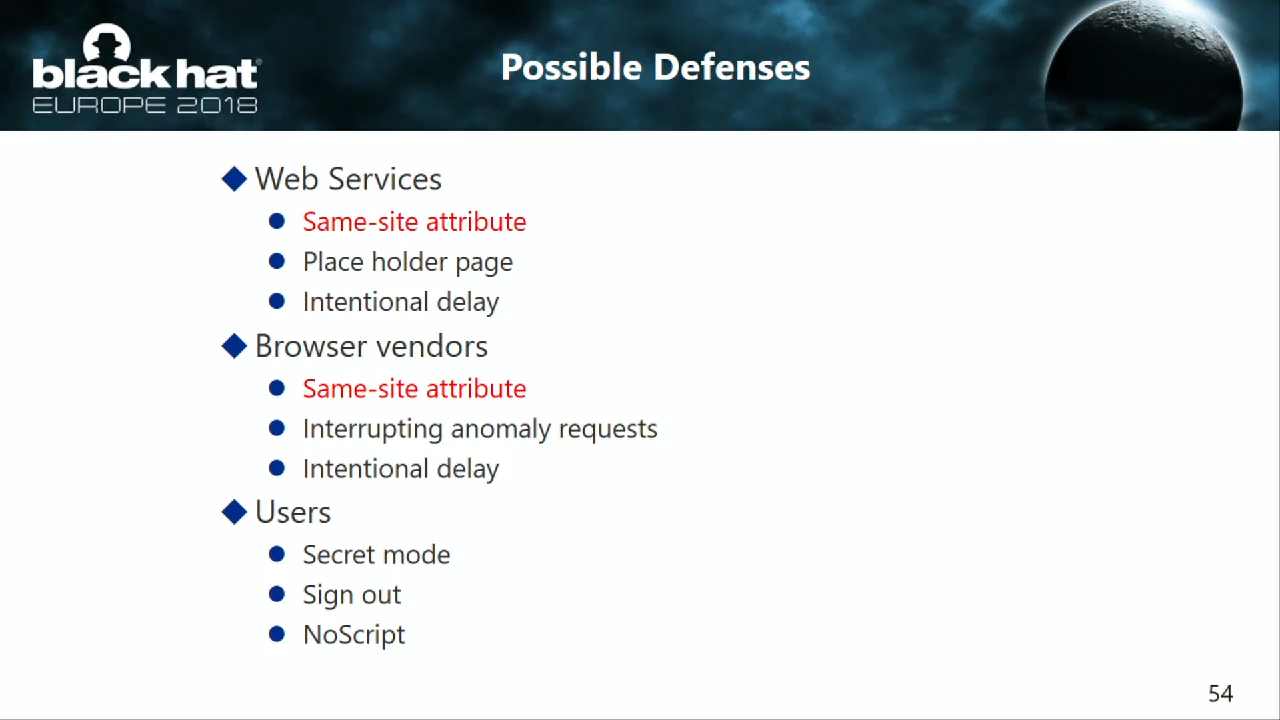 black hat
EUROPE 2018
Possible Defenses
Web Services
Same-site attribute
Place holder page
Intentional delay
Browser vendors
Same-site attribute
Interrupting anomaly requests
Intentional delay
Users
Secret mode
Sign out
NoScript
54